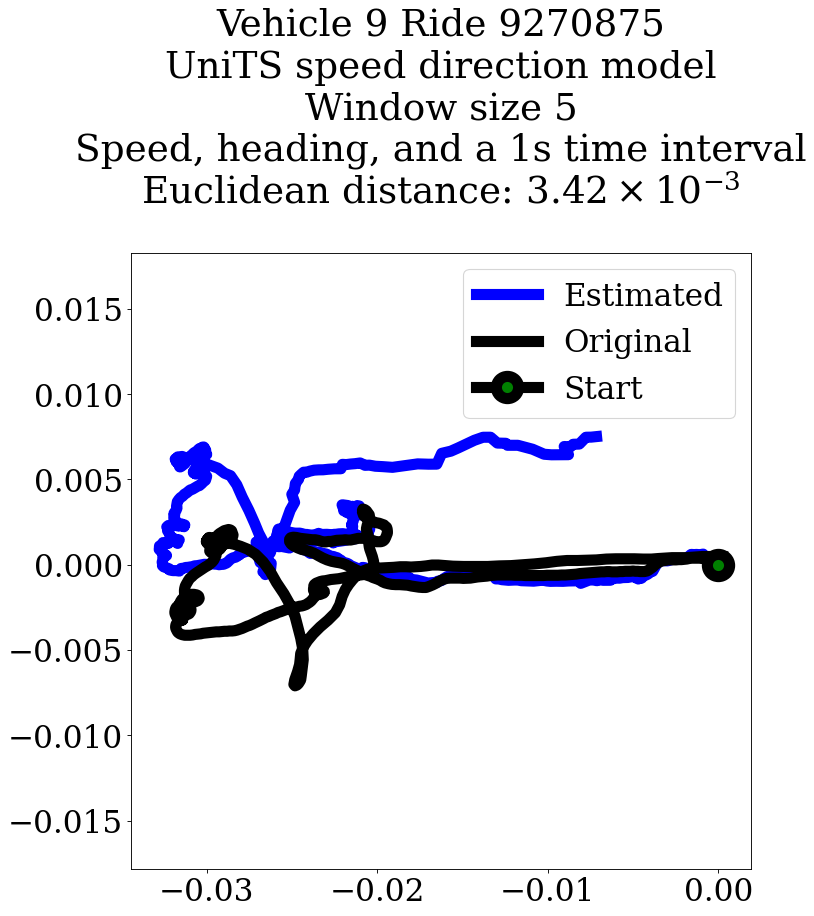 Vehicle 9 Ride 9270875
UniTS speed direction model
Window size 5
Speed, heading, and a 1s time interval
Euclidean distance: 3.42 × 10⁻³
Estimated
Original
Start
0.015
0.010
0.005
0.000
−0.005
−0.010
−0.015
−0.03 −0.02 −0.01 0.00